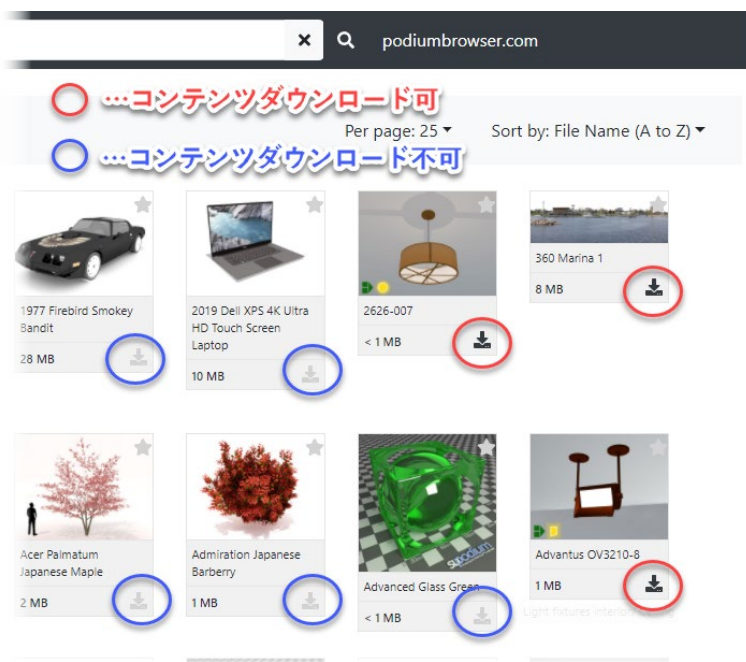 podiumbrowser.com
…コンテンツダウンロード可
Per page: 25
Sort by: File Name (A to Z)
…コンテンツダウンロード不可
1977 Firebird Smokey
Bandit
28 MB
2019 Dell XPS 4K Ultra
HD Touch Screen
Laptop
10 MB
2626-007
< 1 MB
360 Marina 1
8 MB
Acer Palmatum
Japanese Maple
2 MB
Admiration Japanese
Barberry
1 MB
SUPodium
Advanced Glass Green
< 1 MB
Advantus OV3210-8
1 MB
Light fixtures interior